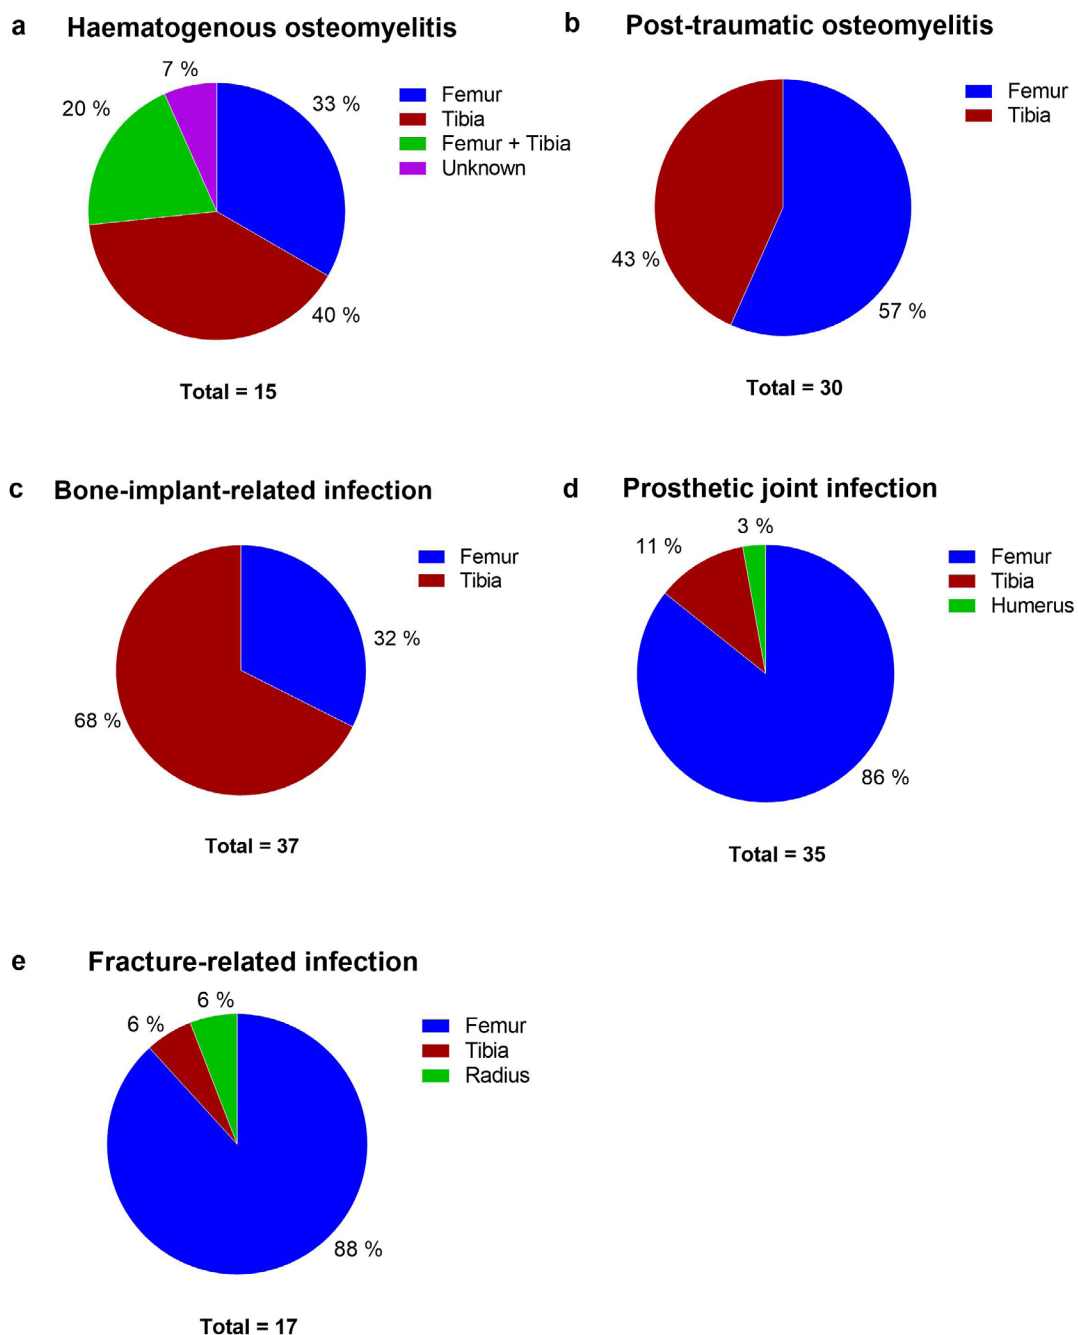 a Haematogenous osteomyelitis
7 %
20 %
33 %
40 %
Femur
Tibia
Femur + Tibia
Unknown
Total = 15
b Post-traumatic osteomyelitis
43 %
57 %
Femur
Tibia
Total = 30
c Bone-implant-related infection
32 %
68 %
Femur
Tibia
Total = 37
d Prosthetic joint infection
3 %
11 %
86 %
Femur
Tibia
Humerus
Total = 35
e Fracture-related infection
6 %
6 %
88 %
Femur
Tibia
Radius
Total = 17